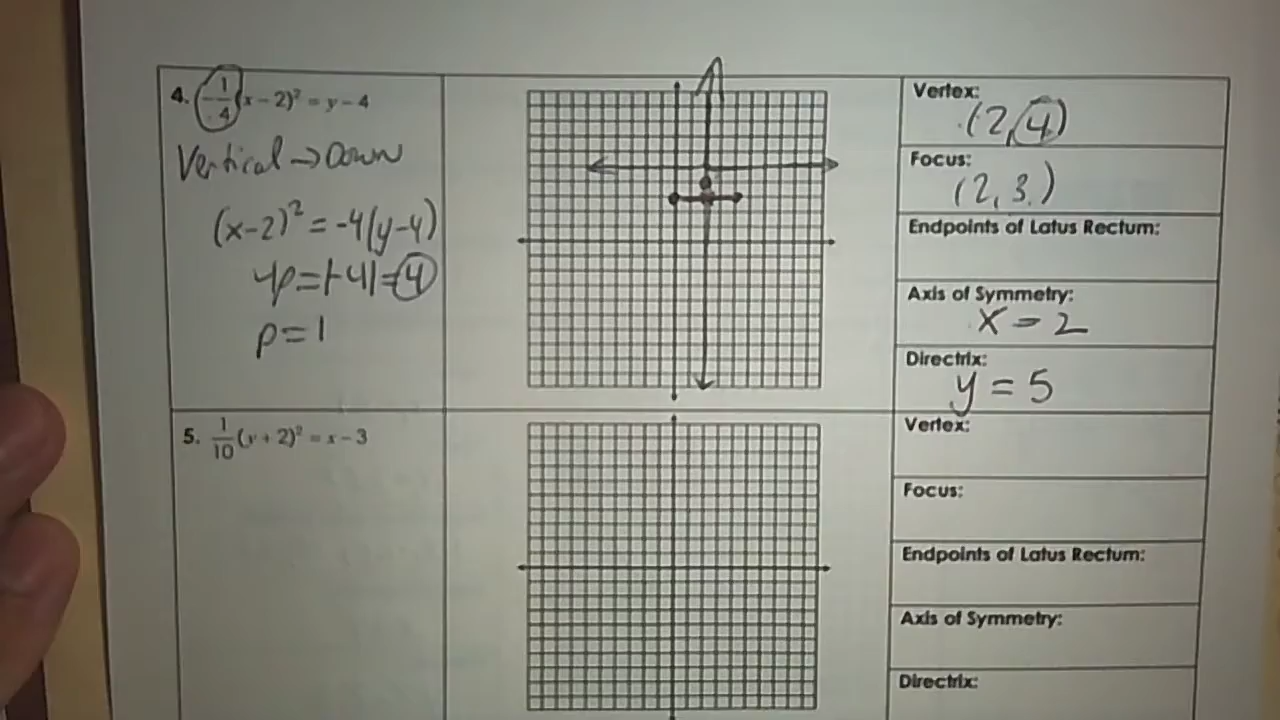 4. (-1/4)(x - 2)² = y - 4
Vertical → Down
(x-2)² = -4(y-4)
4p = |-4| = 4
p = 1
Vertex:
(2, 4)
Focus:
(2, 3)
Endpoints of Latus Rectum:
Axis of Symmetry:
x = 2
Directrix:
y = 5
5. 1/10 (y + 2)² = x - 3
Vertex:
Focus:
Endpoints of Latus Rectum:
Axis of Symmetry:
Directrix: